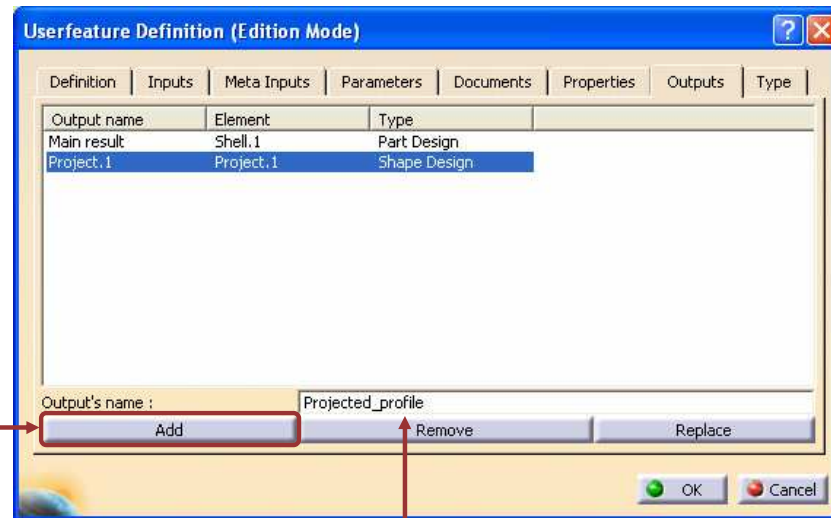 Userfeature Definition (Edition Mode)
Definition Inputs Meta Inputs Parameters Documents Properties Outputs Type
Output name Element Type
Main result Shell.1 Part Design
Project.1 Project.1 Shape Design
Output's name : Projected_profile
Add Remove Replace
OK Cancel